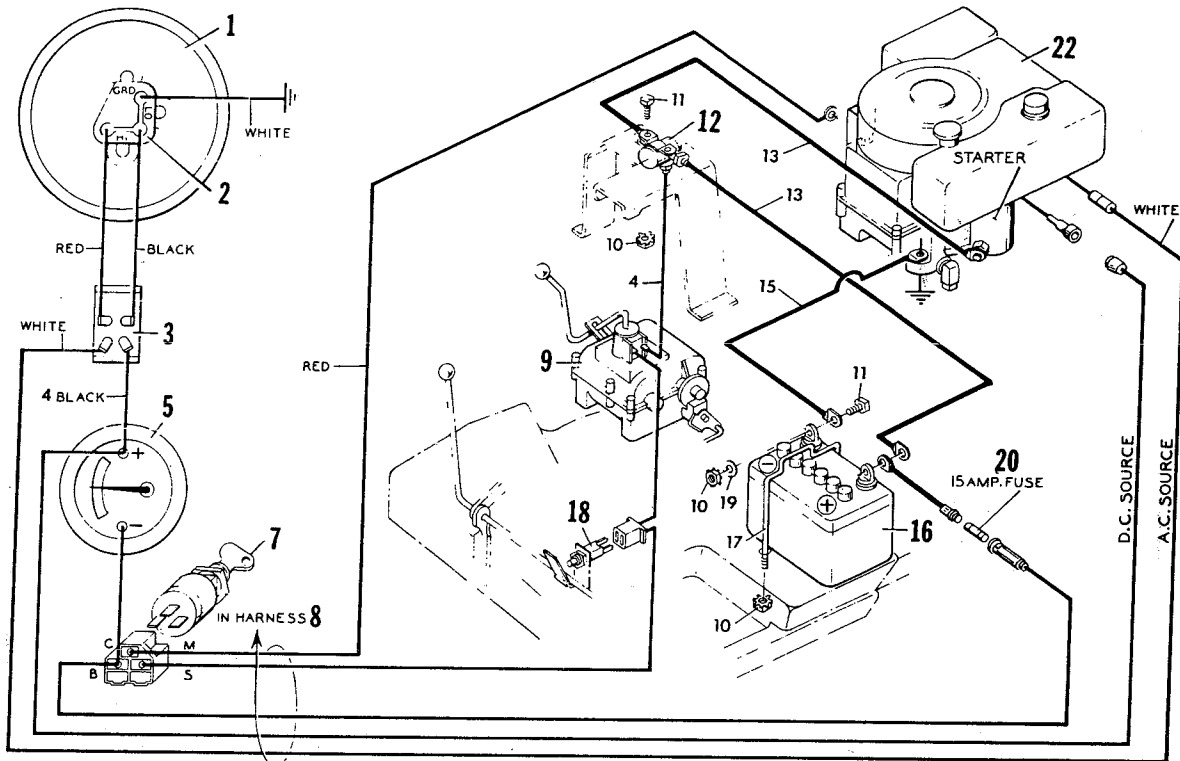 1
22
11
12
GRD
LO
WHITE
HI
2
13
STARTER
13
RED
BLACK
10
4
15
WHITE
WHITE
3
9
RED
4 BLACK
11
5
+
20
15 AMP. FUSE
10
19
−
+
18
17
16
D.C. SOURCE
A.C. SOURCE
−
7
10
IN HARNESS 8
C
M
B
S